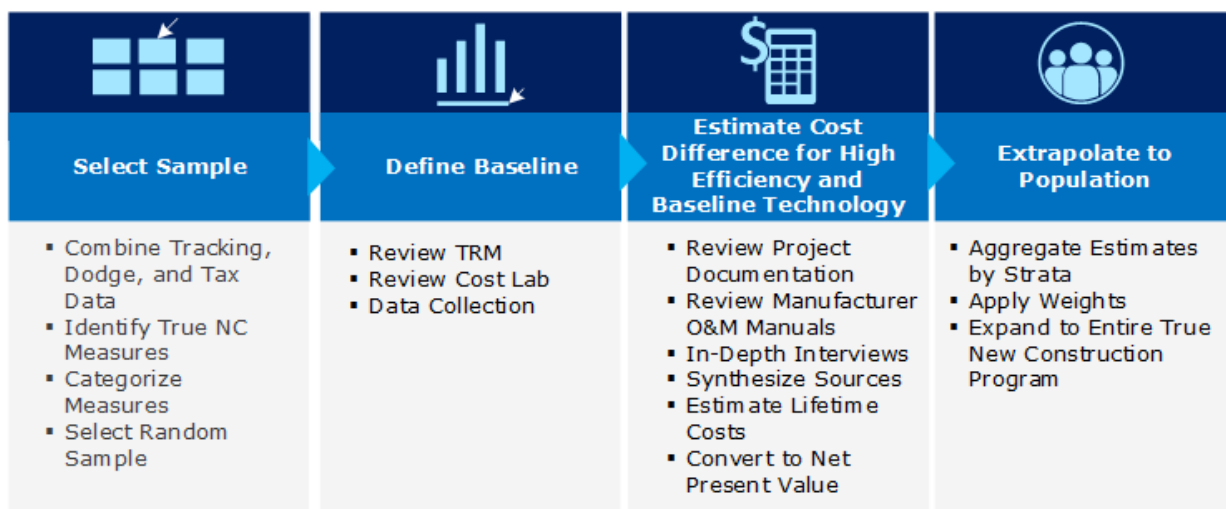 Select Sample
▪ Combine Tracking,
Dodge, and Tax
Data
▪ Identify True NC
Measures
▪ Categorize
Measures
▪ Select Random
Sample
Define Baseline
▪ Review TRM
▪ Review Cost Lab
▪ Data Collection
$
Estimate Cost
Difference for High
Efficiency and
Baseline Technology
▪ Review Project
Documentation
▪ Review Manufacturer
O&M Manuals
▪ In-Depth Interviews
▪ Synthesize Sources
▪ Estimate Lifetime
Costs
▪ Convert to Net
Present Value
Extrapolate to
Population
▪ Aggregate Estimates
by Strata
▪ Apply Weights
▪ Expand to Entire True
New Construction
Program